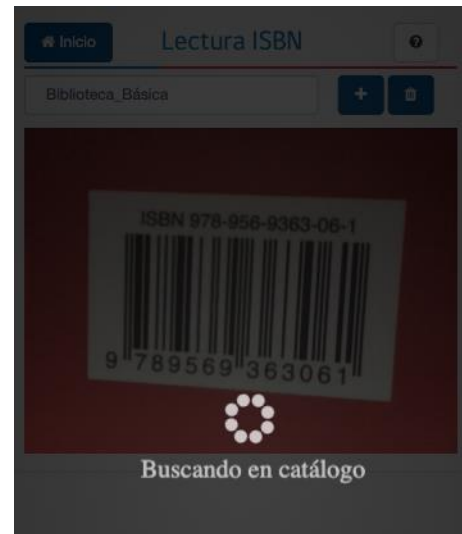 Inicio
Lectura ISBN
Biblioteca_Básica
ISBN 978-956-9363-06-1
9 789569 363061
Buscando en catálogo